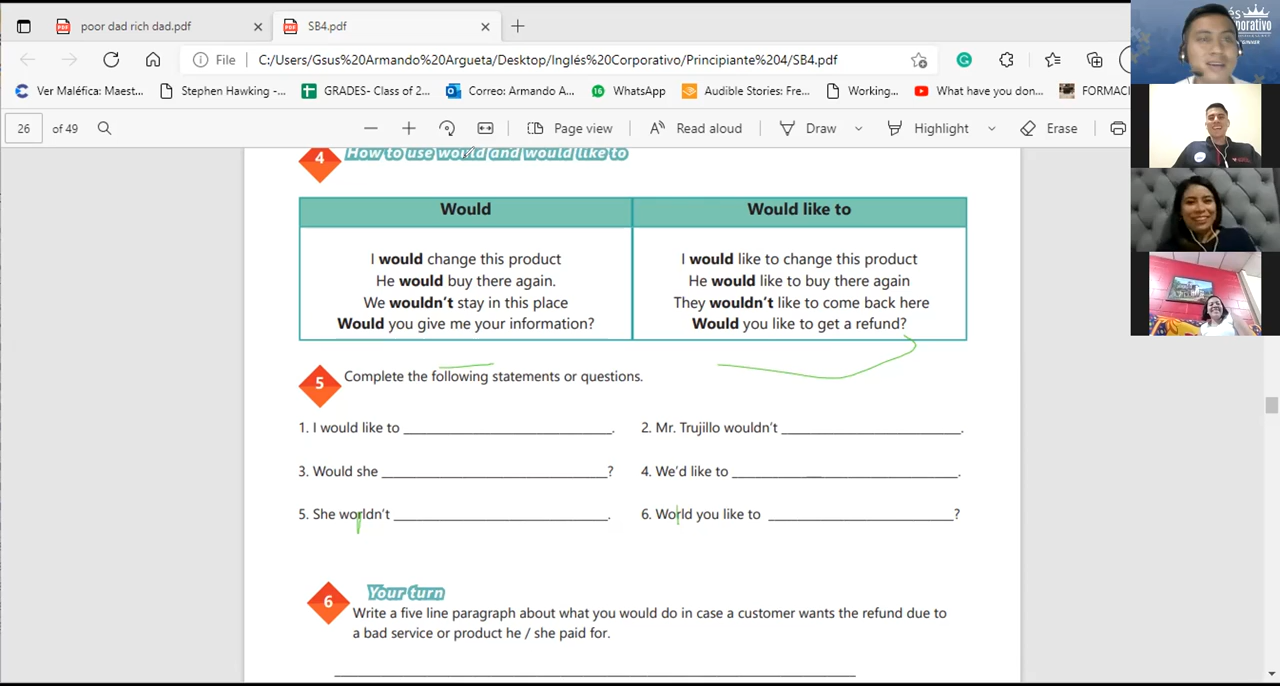 poor dad rich dad.pdf
SB4.pdf
File
C:/Users/Gsus%20Armando%20Argueta/Desktop/Inglés%20Corporativo/Principiante%204/SB4.pdf
Ver Maléfica: Maest...
Stephen Hawking -...
GRADES- Class of 2...
Correo: Armando A...
16
WhatsApp
Audible Stories: Fre...
Working...
What have you don...
FORMACI
26
of 49
Page view
Read aloud
Draw
Highlight
Erase
4
How to use world and would like to
Would
Would like to
I would change this product
I would like to change this product
He would buy there again.
He would like to buy there again
We wouldn't stay in this place
They wouldn't like to come back here
Would you give me your information?
Would you like to get a refund?
5
Complete the following statements or questions.
1. I would like to ____________________.
2. Mr. Trujillo wouldn't ____________________.
3. Would she ____________________?
4. We'd like to ____________________.
5. She worldn't ____________________.
6. World you like to ____________________?
6
Your turn
Write a five line paragraph about what you would do in case a customer wants the refund due to
a bad service or product he / she paid for.